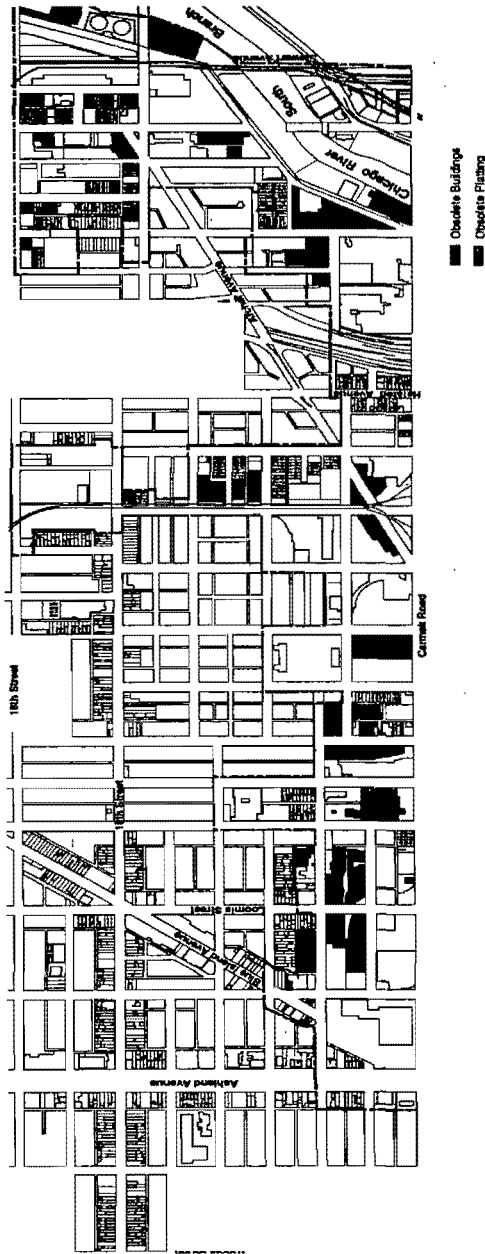 Branch
South
Chicago River
Archer Avenue
Halsted Avenue
Cermak Road
16th Street
18th Street
Loomis Street
Blue Island Avenue
Ashland Avenue
Obsolete Buildings
Obsolete Platting